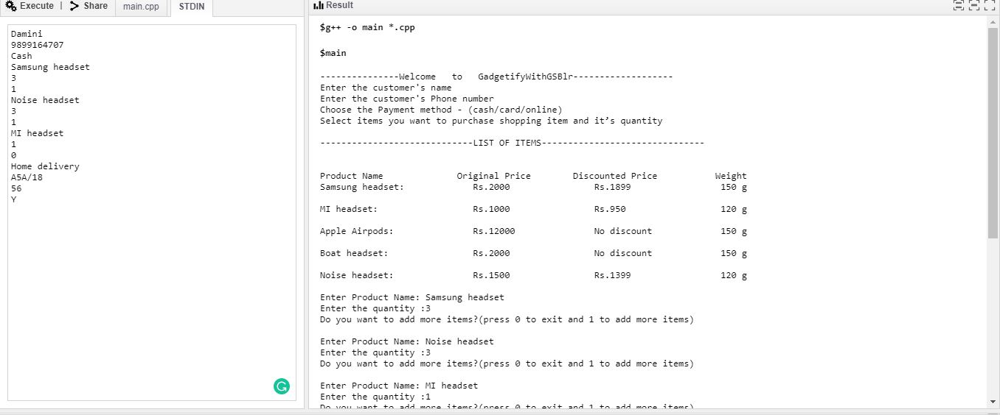 Execute | Share main.cpp STDIN
Damini
9899164707
Cash
Samsung headset
3
1
Noise headset
3
1
MI headset
1
0
Home delivery
A5A/18
56
Y
Result
$g++ -o main *.cpp
$main
---------------Welcome   to   GadgetifyWithGSBlr-------------------
Enter the customer's name
Enter the customer's Phone number
Choose the Payment method - (cash/card/online)
Select items you want to purchase shopping item and it’s quantity
-----------------------------LIST OF ITEMS-------------------------------
Product Name Original Price Discounted Price Weight
Samsung headset: Rs.2000 Rs.1899 150 g
MI headset: Rs.1000 Rs.950 120 g
Apple Airpods: Rs.12000 No discount 150 g
Boat headset: Rs.2000 No discount 150 g
Noise headset: Rs.1500 Rs.1399 120 g
Enter Product Name: Samsung headset
Enter the quantity :3
Do you want to add more items?(press 0 to exit and 1 to add more items)
Enter Product Name: Noise headset
Enter the quantity :3
Do you want to add more items?(press 0 to exit and 1 to add more items)
Enter Product Name: MI headset
Enter the quantity :1
Do you want to add more items?(press 0 to exit and 1 to add more items)